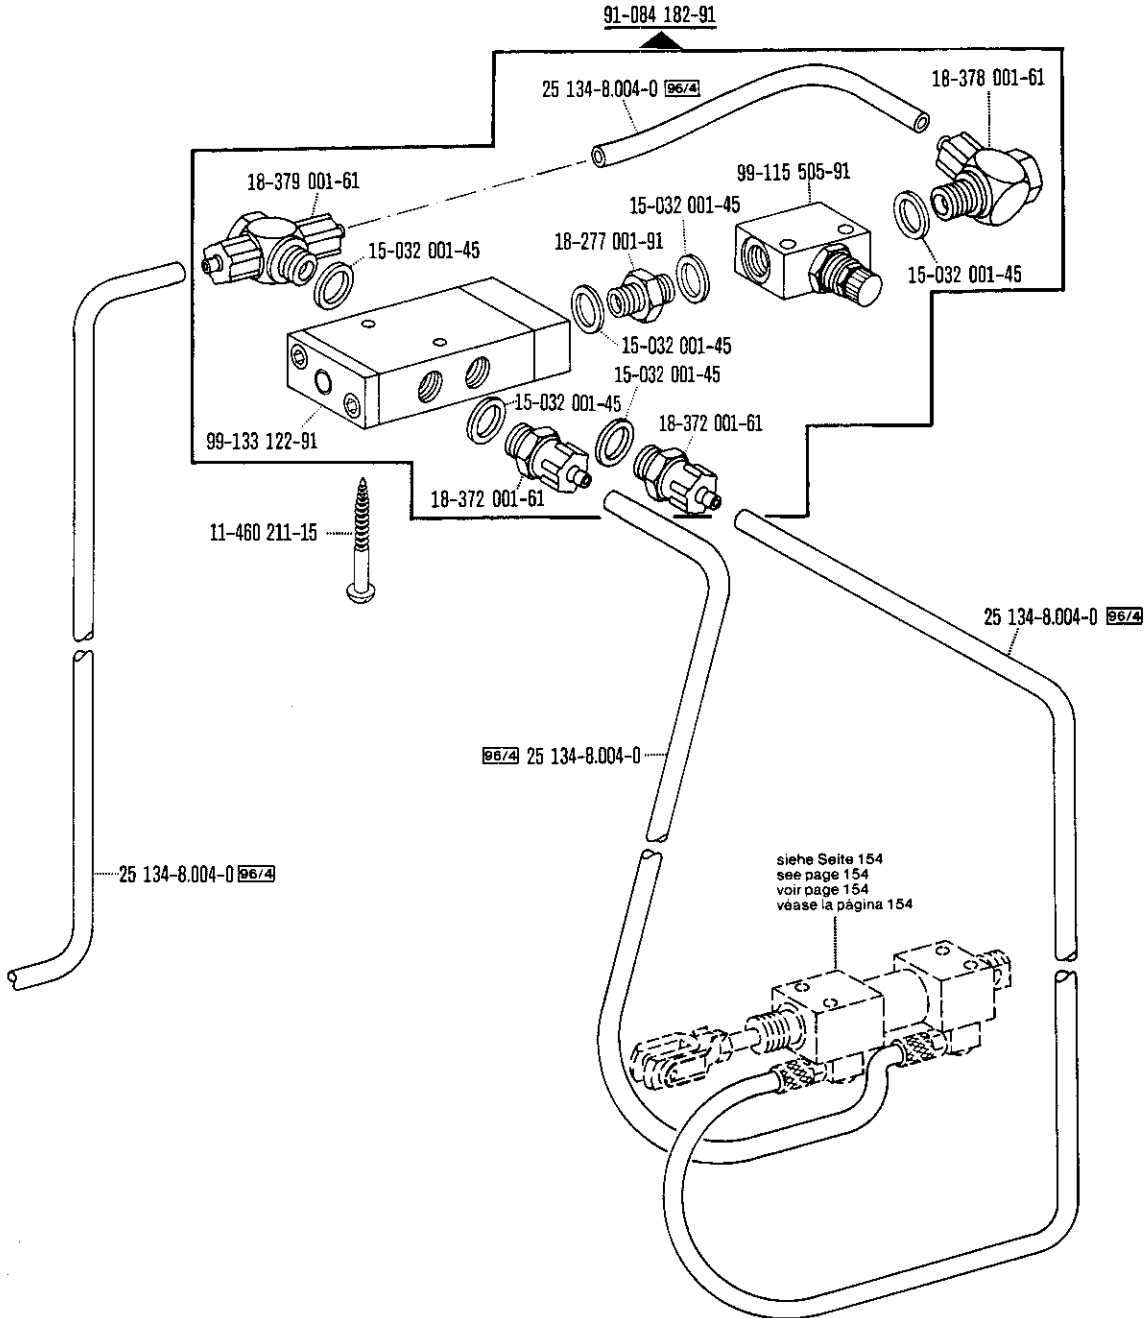 91-084 182-91
25 134-8.004-0 96/4
18-378 001-61
99-115 505-91
18-379 001-61
15-032 001-45
18-277 001-91
15-032 001-45
15-032 001-45
15-032 001-45
15-032 001-45
15-032 001-45
18-372 001-61
99-133 122-91
18-372 001-61
11-460 211-15
25 134-8.004-0 96/4
96/4 25 134-8.004-0
25 134-8.004-0 96/4
siehe Seite 154
see page 154
voir page 154
véase la página 154